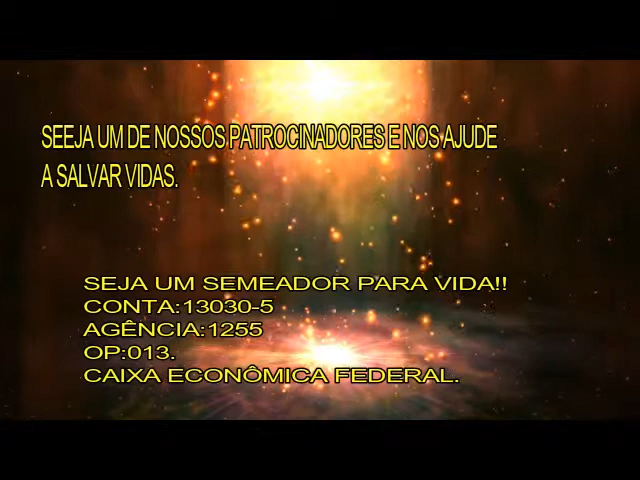 SEEJA UM DE NOSSOS PATROCINADORES E NOS AJUDE
A SALVAR VIDAS.
SEJA UM SEMEADOR PARA VIDA!!
CONTA:13030-5
AGÊNCIA:1255
OP:013.
CAIXA ECONÔMICA FEDERAL.